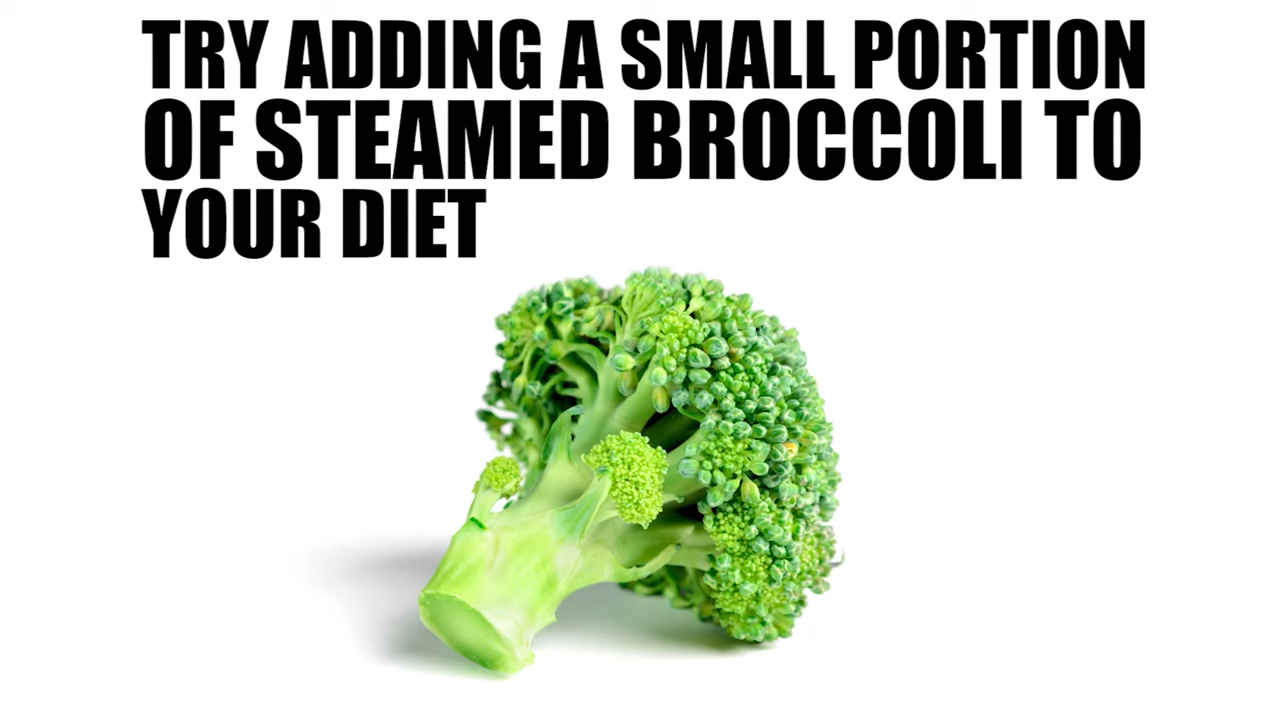 TRY ADDING A SMALL PORTION
OF STEAMED BROCCOLI TO
YOUR DIET